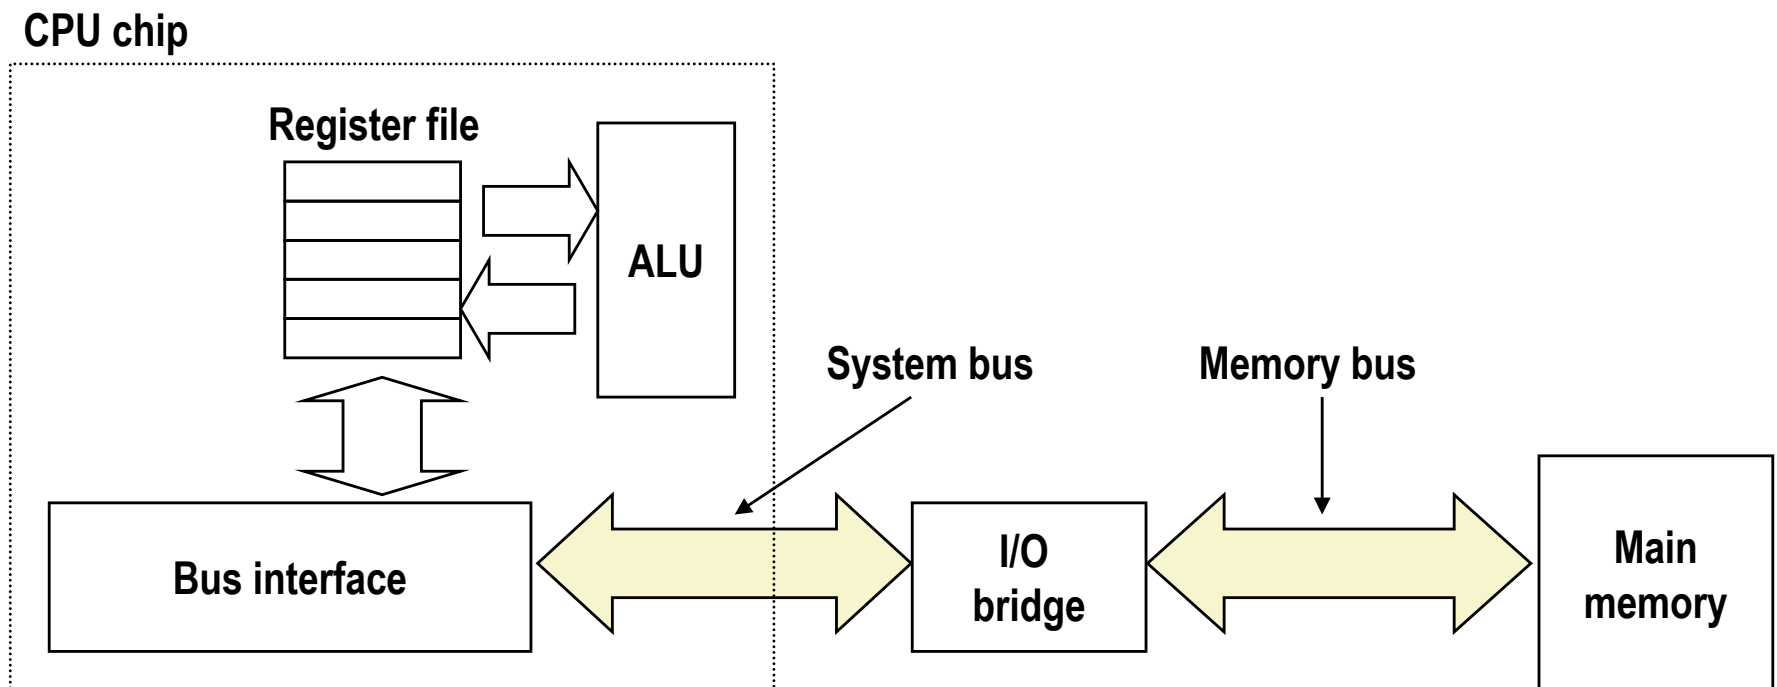 CPU chip
Register file
ALU
System bus
Memory bus
Bus interface
I/O
bridge
Main
memory